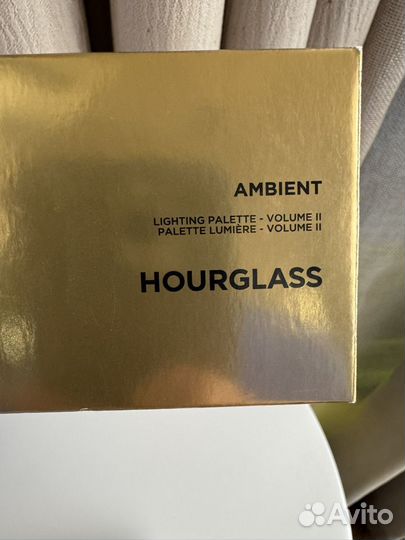 AMBIENT
LIGHTING PALETTE - VOLUME II
PALETTE LUMIÈRE - VOLUME II
HOURGLASS
Avito